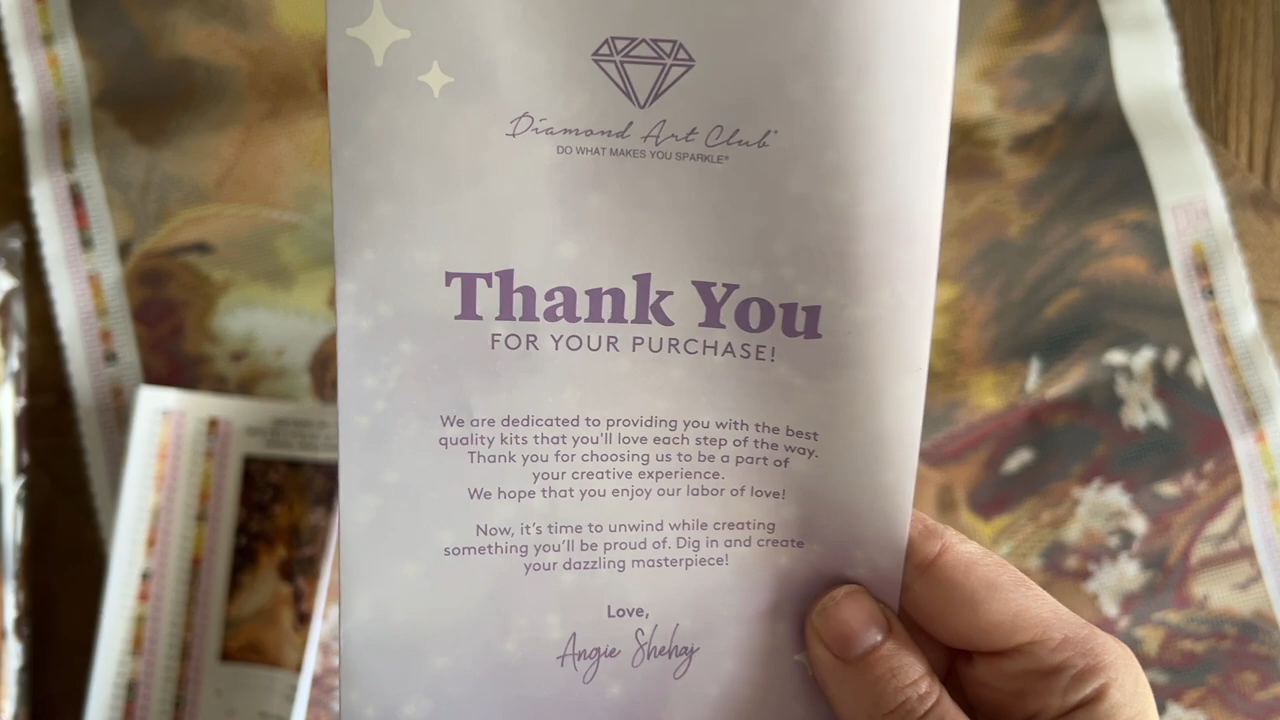 Diamond Art Club®
DO WHAT MAKES YOU SPARKLE®
Thank You
FOR YOUR PURCHASE!
We are dedicated to providing you with the best
quality kits that you'll love each step of the way.
Thank you for choosing us to be a part of
your creative experience.
We hope that you enjoy our labor of love!
Now, it's time to unwind while creating
something you'll be proud of. Dig in and create
your dazzling masterpiece!
Love,
Angie Shehaj